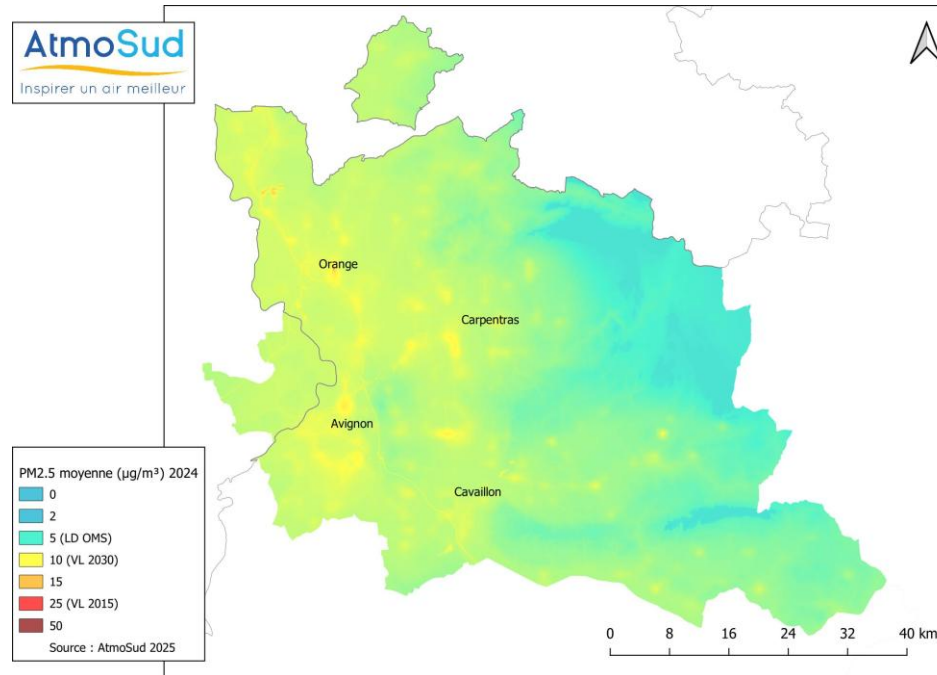 AtmoSud
Inspirer un air meilleur
Orange
Carpentras
Avignon
Cavaillon
PM2.5 moyenne (µg/m³) 2024
0
2
5 (LD OMS)
10 (VL 2030)
15
25 (VL 2015)
50
Source : AtmoSud 2025
0 8 16 24 32 40 km